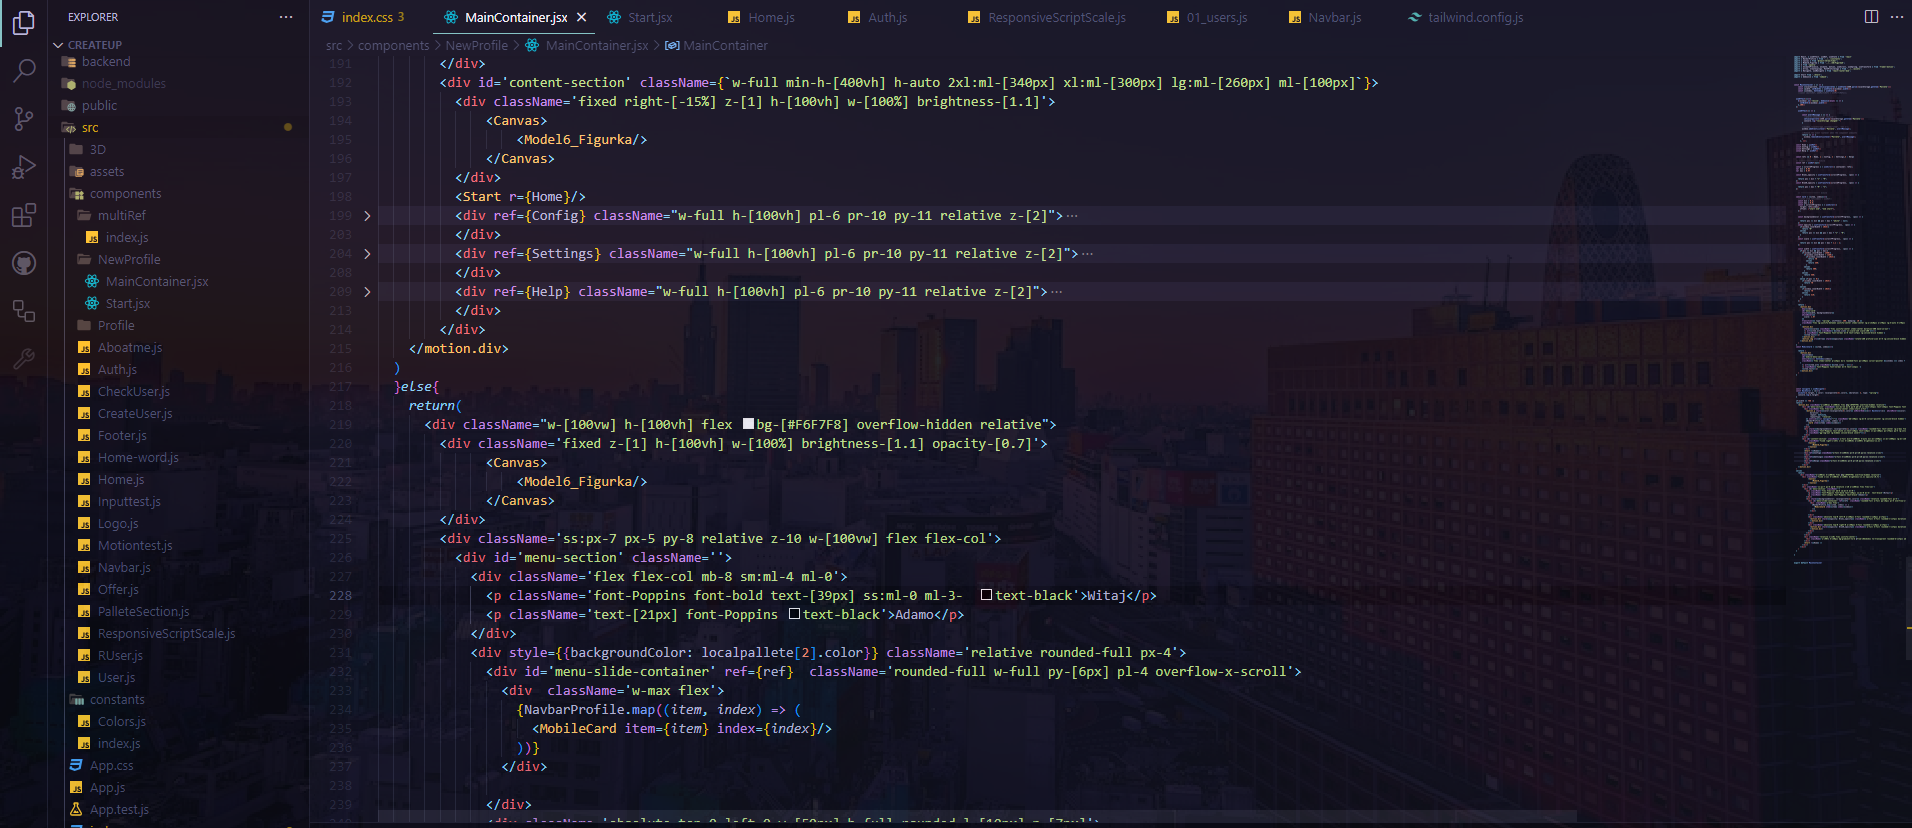 EXPLORER
CREATEUP
backend
node_modules
public
src
3D
assets
components
multiRef
index.js
NewProfile
MainContainer.jsx
Start.jsx
Profile
Aboatme.js
Auth.js
CheckUser.js
CreateUser.js
Footer.js
Home-word.js
Home.js
Inputtest.js
Logo.js
Motiontest.js
Navbar.js
Offer.js
PalleteSection.js
ResponsiveScriptScale.js
RUser.js
User.js
constants
Colors.js
index.js
App.css
App.js
App.test.js
index.css 3 MainContainer.jsx Start.jsx Home.js Auth.js ResponsiveScriptScale.js 01_users.js Navbar.js tailwind.config.js
src > components > NewProfile > MainContainer.jsx > MainContainer
191 </div>
192 <div id='content-section' className={`w-full min-h-[400vh] h-auto 2xl:ml-[340px] xl:ml-[300px] lg:ml-[260px] ml-[100px]`}>
193 <div className='fixed right-[-15%] z-[1] h-[100vh] w-[100%] brightness-[1.1]'>
194 <Canvas>
195 <Model6_Figurka/>
196 </Canvas>
197 </div>
198 <Start r={Home}/>
199 <div ref={Config} className="w-full h-[100vh] pl-6 pr-10 py-11 relative z-[2]">…
203 </div>
204 <div ref={Settings} className="w-full h-[100vh] pl-6 pr-10 py-11 relative z-[2]">…
208 </div>
209 <div ref={Help} className="w-full h-[100vh] pl-6 pr-10 py-11 relative z-[2]">…
213 </div>
214 </div>
215 </motion.div>
216 )
217 }else{
218 return(
219 <div className="w-[100vw] h-[100vh] flex bg-[#F6F7F8] overflow-hidden relative">
220 <div className='fixed z-[1] h-[100vh] w-[100%] brightness-[1.1] opacity-[0.7]'>
221 <Canvas>
222 <Model6_Figurka/>
223 </Canvas>
224 </div>
225 <div className='ss:px-7 px-5 py-8 relative z-10 w-[100vw] flex flex-col'>
226 <div id='menu-section' className=''>
227 <div className='flex flex-col mb-8 sm:ml-4 ml-0'>
228 <p className='font-Poppins font-bold text-[39px] ss:ml-0 ml-3- text-black'>Witaj</p>
229 <p className='text-[21px] font-Poppins text-black'>Adamo</p>
230 </div>
231 <div style={{backgroundColor: localpallete[2].color}} className='relative rounded-full px-4'>
232 <div id='menu-slide-container' ref={ref} className='rounded-full w-full py-[6px] pl-4 overflow-x-scroll'>
233 <div className='w-max flex'>
234 {NavbarProfile.map((item, index) => (
235 <MobileCard item={item} index={index}/>
236 ))}
237 </div>
238
239 </div>